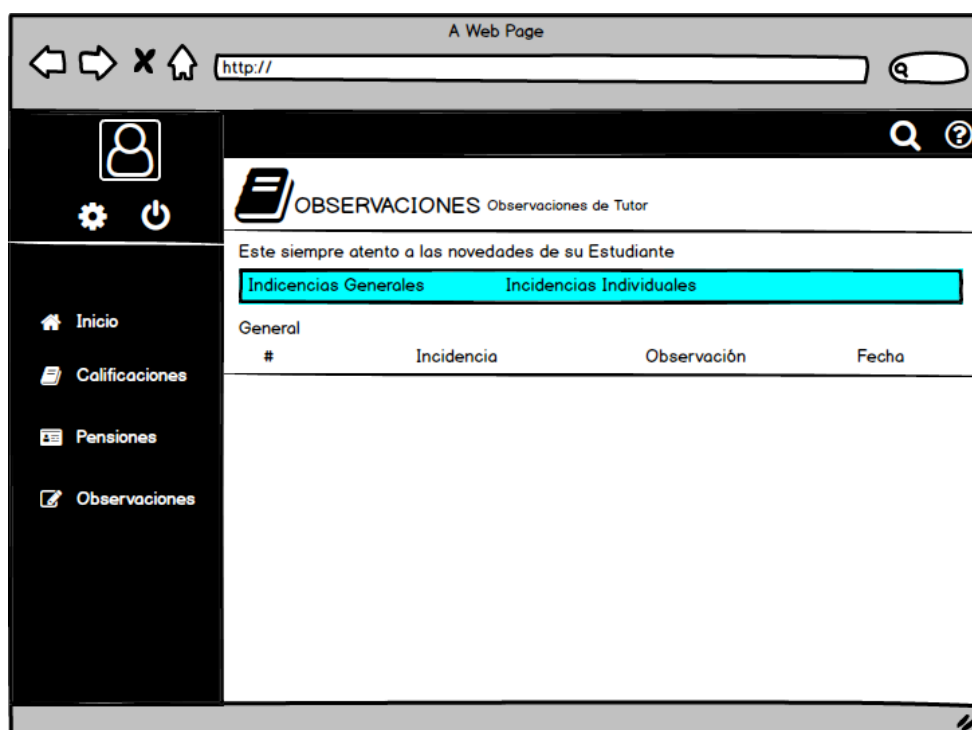 A Web Page
http://
OBSERVACIONES Observaciones de Tutor
Este siempre atento a las novedades de su Estudiante
Indicencias Generales Incidencias Individuales
General
# Incidencia Observación Fecha
Inicio
Calificaciones
Pensiones
Observaciones